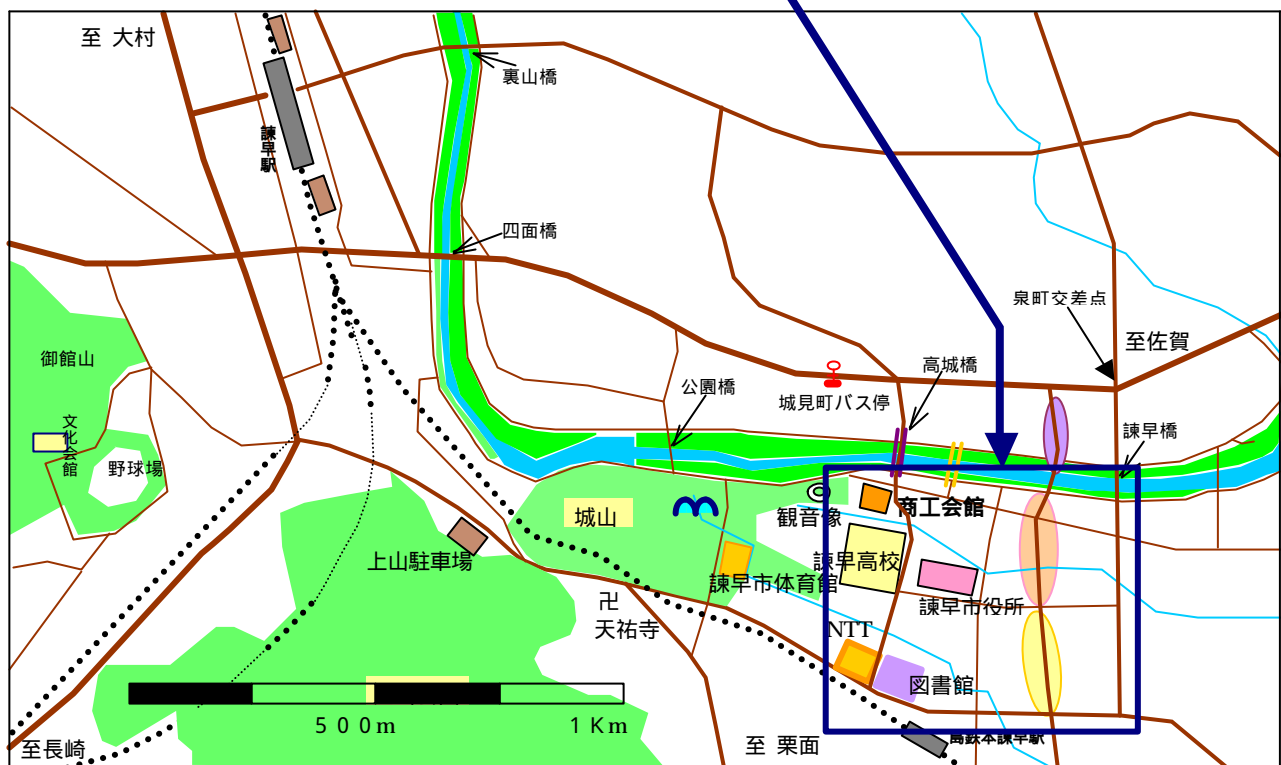 至 大村
裏山橋
諫早駅
四面橋
泉町交差点
至佐賀
御館山
高城橋
公園橋
城見町バス停
文化会館
野球場
諫早橋
商工会館
城山
観音像
上山駐車場
諫早高校
諫早市体育館
諫早市役所
卍
天祐寺
NTT
図書館
500m
1Km
至長崎
至 栗面
島鉄本諫早駅